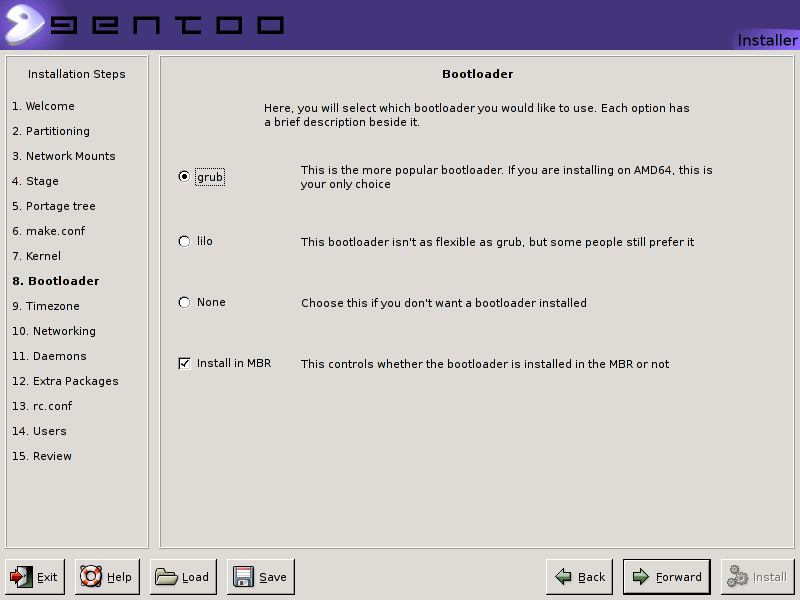 gentoo
Installer
Installation Steps
1. Welcome
2. Partitioning
3. Network Mounts
4. Stage
5. Portage tree
6. make.conf
7. Kernel
8. Bootloader
9. Timezone
10. Networking
11. Daemons
12. Extra Packages
13. rc.conf
14. Users
15. Review
Bootloader
Here, you will select which bootloader you would like to use. Each option has
a brief description beside it.
grub
This is the more popular bootloader. If you are installing on AMD64, this is
your only choice
lilo
This bootloader isn't as flexible as grub, but some people still prefer it
None
Choose this if you don't want a bootloader installed
Install in MBR
This controls whether the bootloader is installed in the MBR or not
Exit
Help
Load
Save
Back
Forward
Install